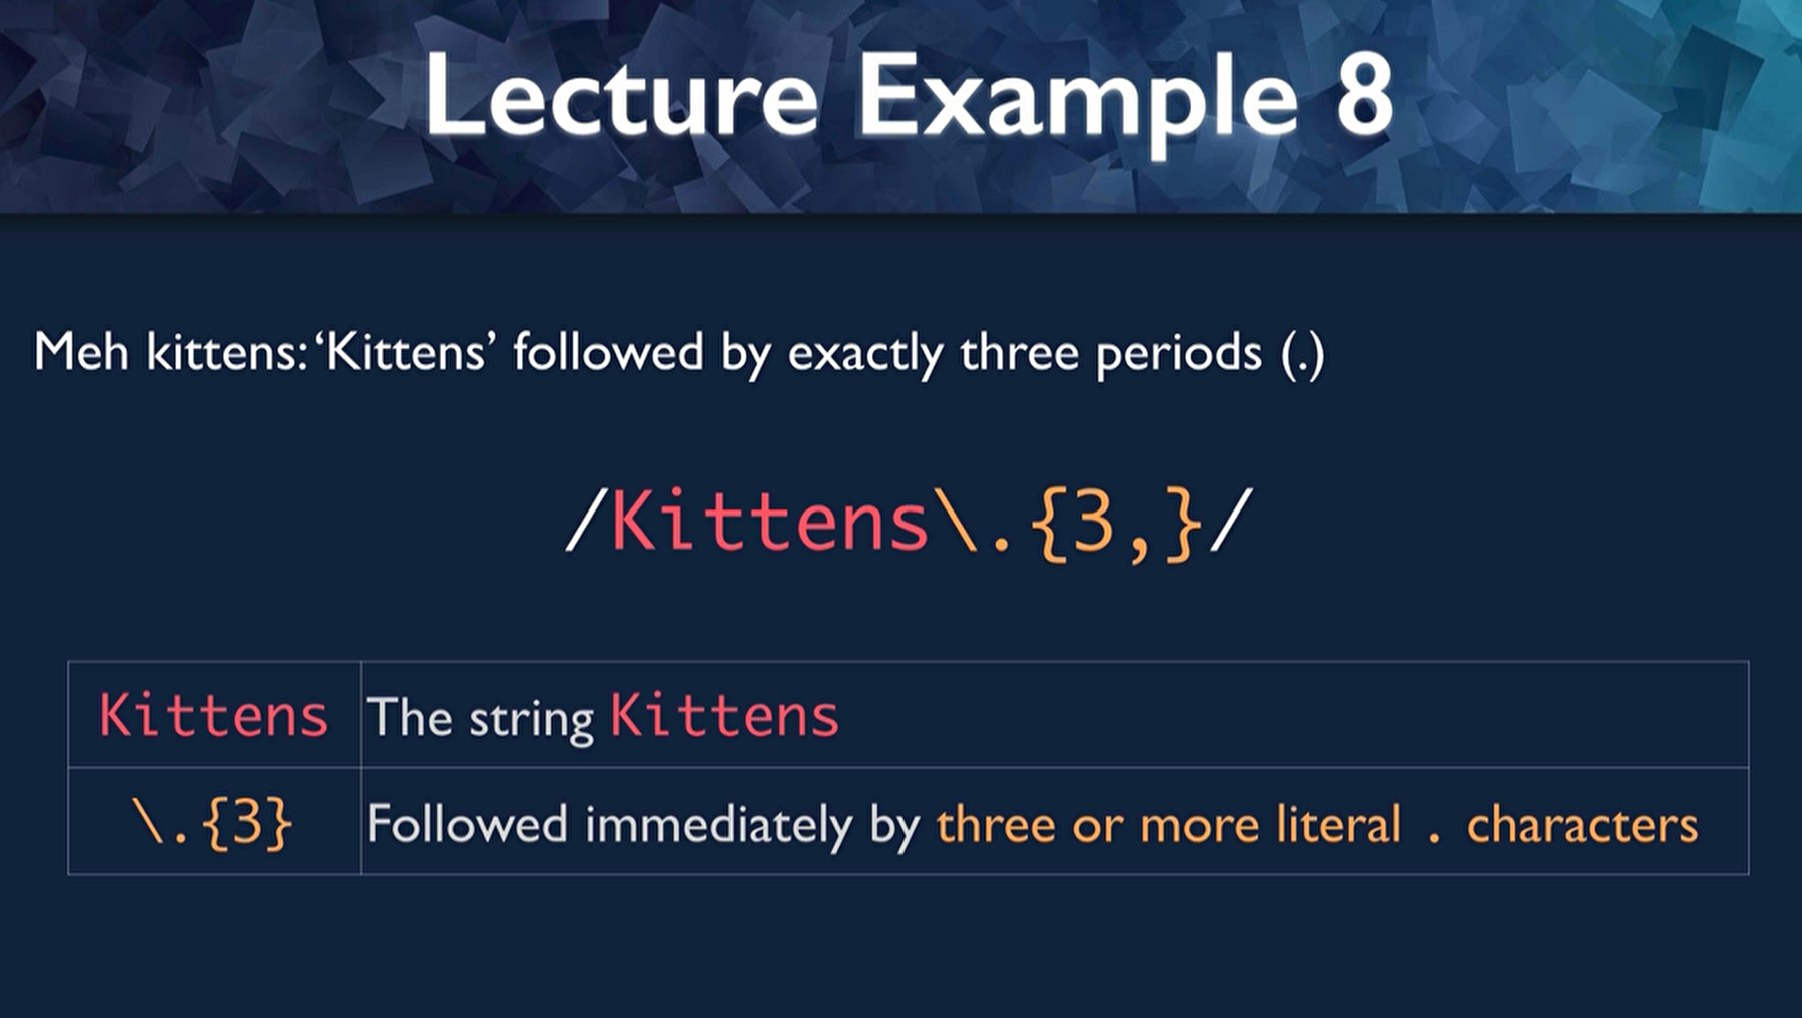 Lecture Example 8
Meh kittens: ‘Kittens’ followed by exactly three periods (.)
/Kittens\.{3,}/
Kittens The string Kittens
\.{3} Followed immediately by three or more literal . characters